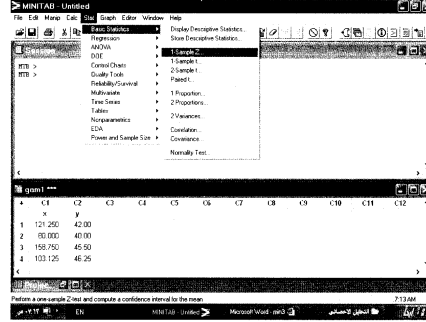 MINITAB - Untitled
File Edit Manip Calc Stat Graph Editor Window Help
Basic Statistics
Regression
ANOVA
DOE
Control Charts
Quality Tools
Reliability/Survival
Multivariate
Time Series
Tables
Nonparametrics
EDA
Power and Sample Size
Display Descriptive Statistics...
Store Descriptive Statistics...
1-Sample Z...
1-Sample t...
2-Sample t...
Paired t...
1 Proportion...
2 Proportions...
2 Variances...
Correlation...
Covariance...
Normality Test...
MTB >
MTB >
gam1 ***
C1 C2 C3 C4 C5 C6 C7 C8 C9 C10 C11 C12
x y
1 121.250 42.00
2 80.000 40.00
3 158.750 45.50
4 103.125 46.25
Perform a one-sample Z-test and compute a confidence interval for the mean
7:13 AM
EN
MINITAB - Untitled
Microsoft Word - min3
التحليل الاحصائي